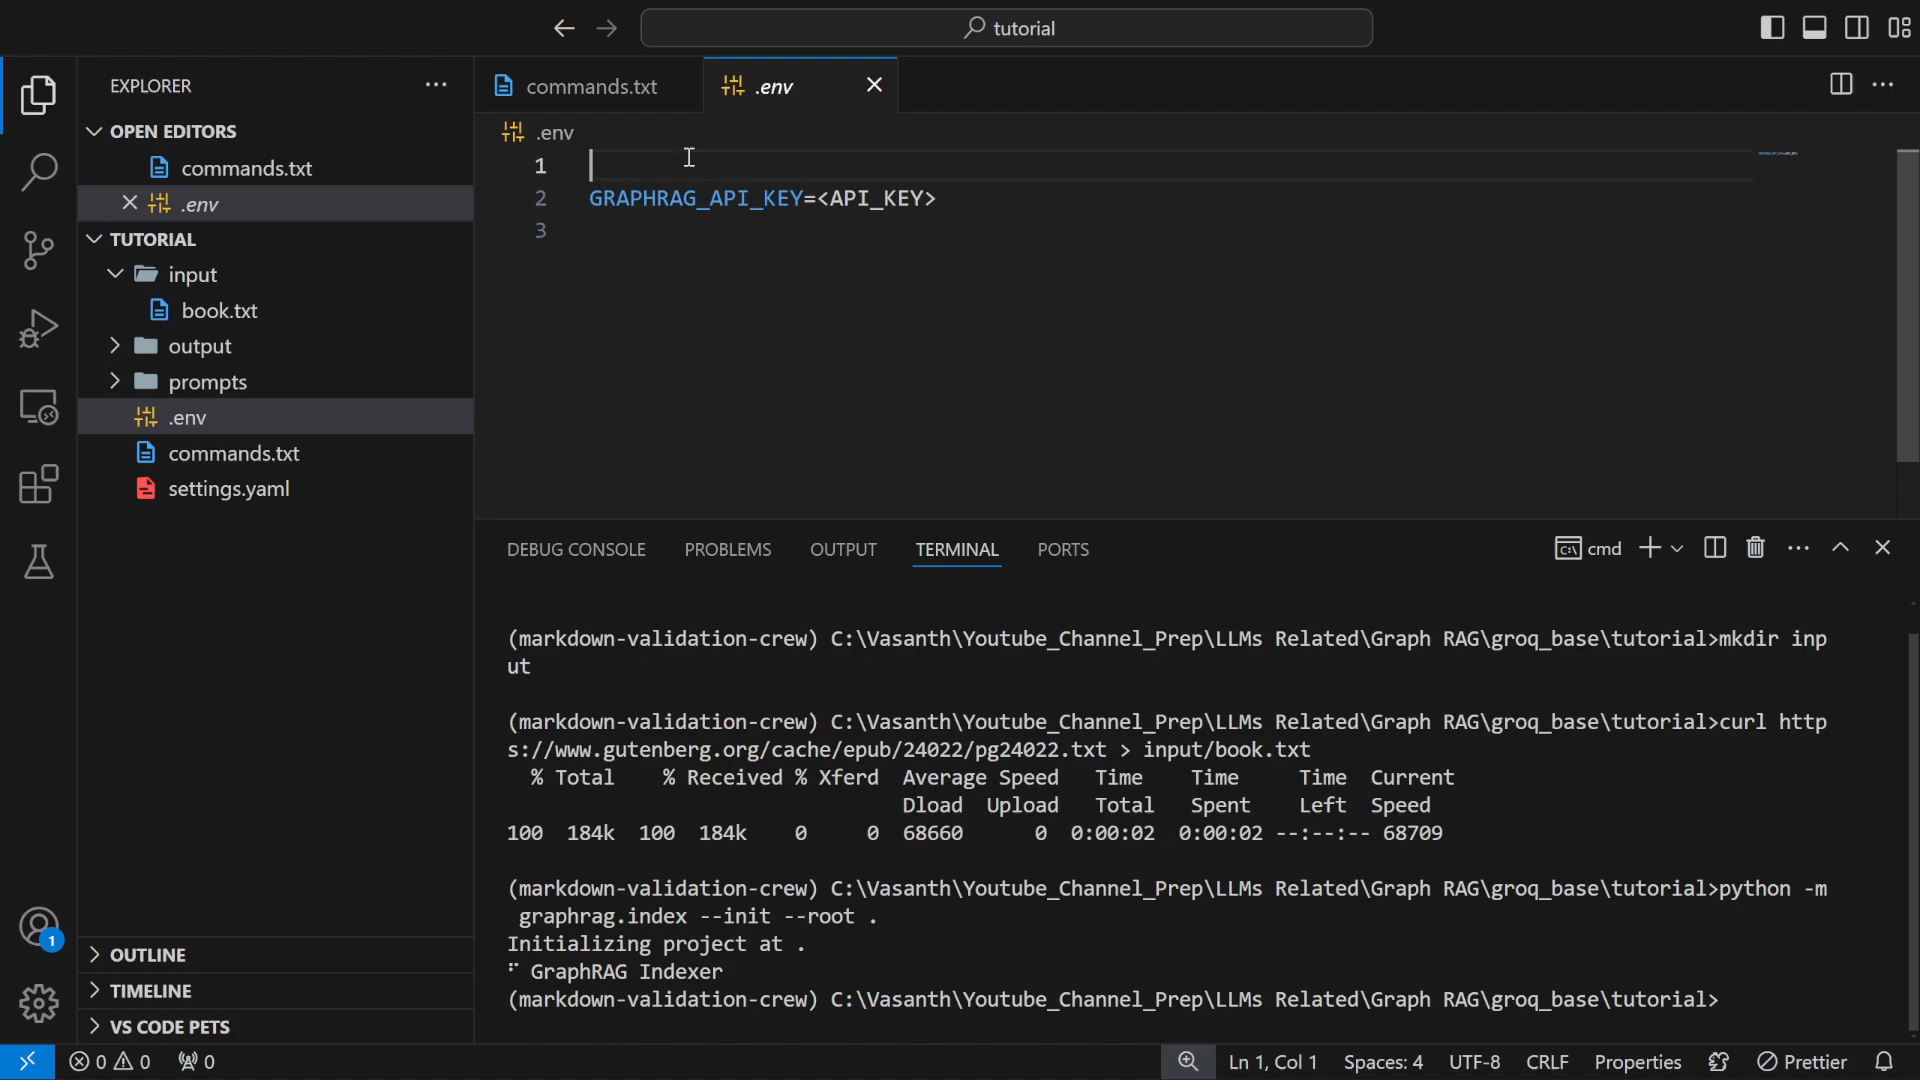 tutorial
EXPLORER
OPEN EDITORS
commands.txt
.env
TUTORIAL
input
book.txt
output
prompts
.env
commands.txt
settings.yaml
OUTLINE
TIMELINE
VS CODE PETS
1
commands.txt
.env
.env
1
2 GRAPHRAG_API_KEY=<API_KEY>
3
DEBUG CONSOLE PROBLEMS OUTPUT TERMINAL PORTS
cmd
(markdown-validation-crew) C:\Vasanth\Youtube_Channel_Prep\LLMs Related\Graph RAG\groq_base\tutorial>mkdir inp
ut
(markdown-validation-crew) C:\Vasanth\Youtube_Channel_Prep\LLMs Related\Graph RAG\groq_base\tutorial>curl http
s://www.gutenberg.org/cache/epub/24022/pg24022.txt > input/book.txt
% Total % Received % Xferd Average Speed Time Time Time Current
Dload Upload Total Spent Left Speed
100 184k 100 184k 0 0 68660 0 0:00:02 0:00:02 --:--:-- 68709
(markdown-validation-crew) C:\Vasanth\Youtube_Channel_Prep\LLMs Related\Graph RAG\groq_base\tutorial>python -m
graphrag.index --init --root .
Initializing project at .
⠋ GraphRAG Indexer
(markdown-validation-crew) C:\Vasanth\Youtube_Channel_Prep\LLMs Related\Graph RAG\groq_base\tutorial>
0 0 0 Ln 1, Col 1 Spaces: 4 UTF-8 CRLF Properties Prettier